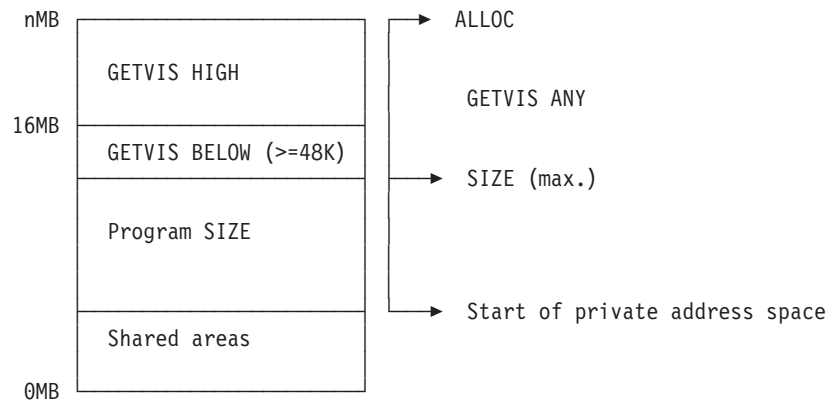 nMB
ALLOC
GETVIS HIGH
GETVIS ANY
16MB
GETVIS BELOW (>=48K)
SIZE (max.)
Program SIZE
Start of private address space
Shared areas
0MB